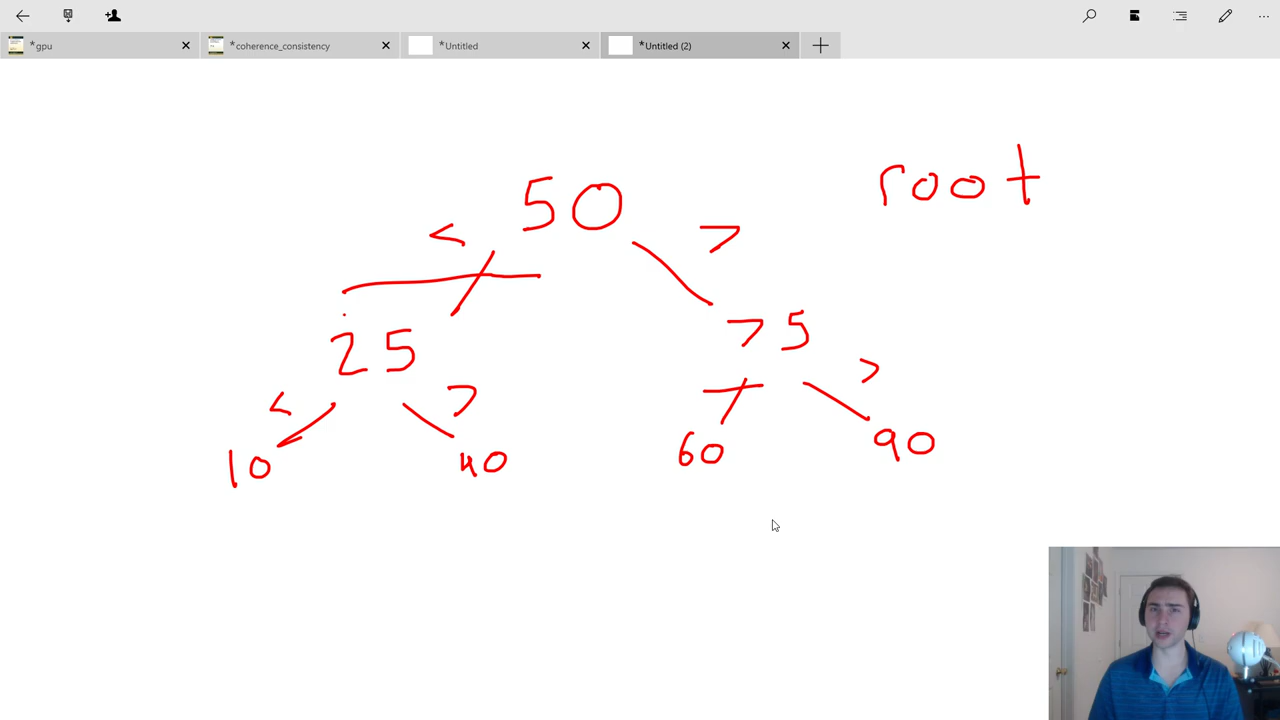 *gpu *coherence_consistency *Untitled *Untitled (2)
root
50
< >
25 75
< > >
10 40 60 90